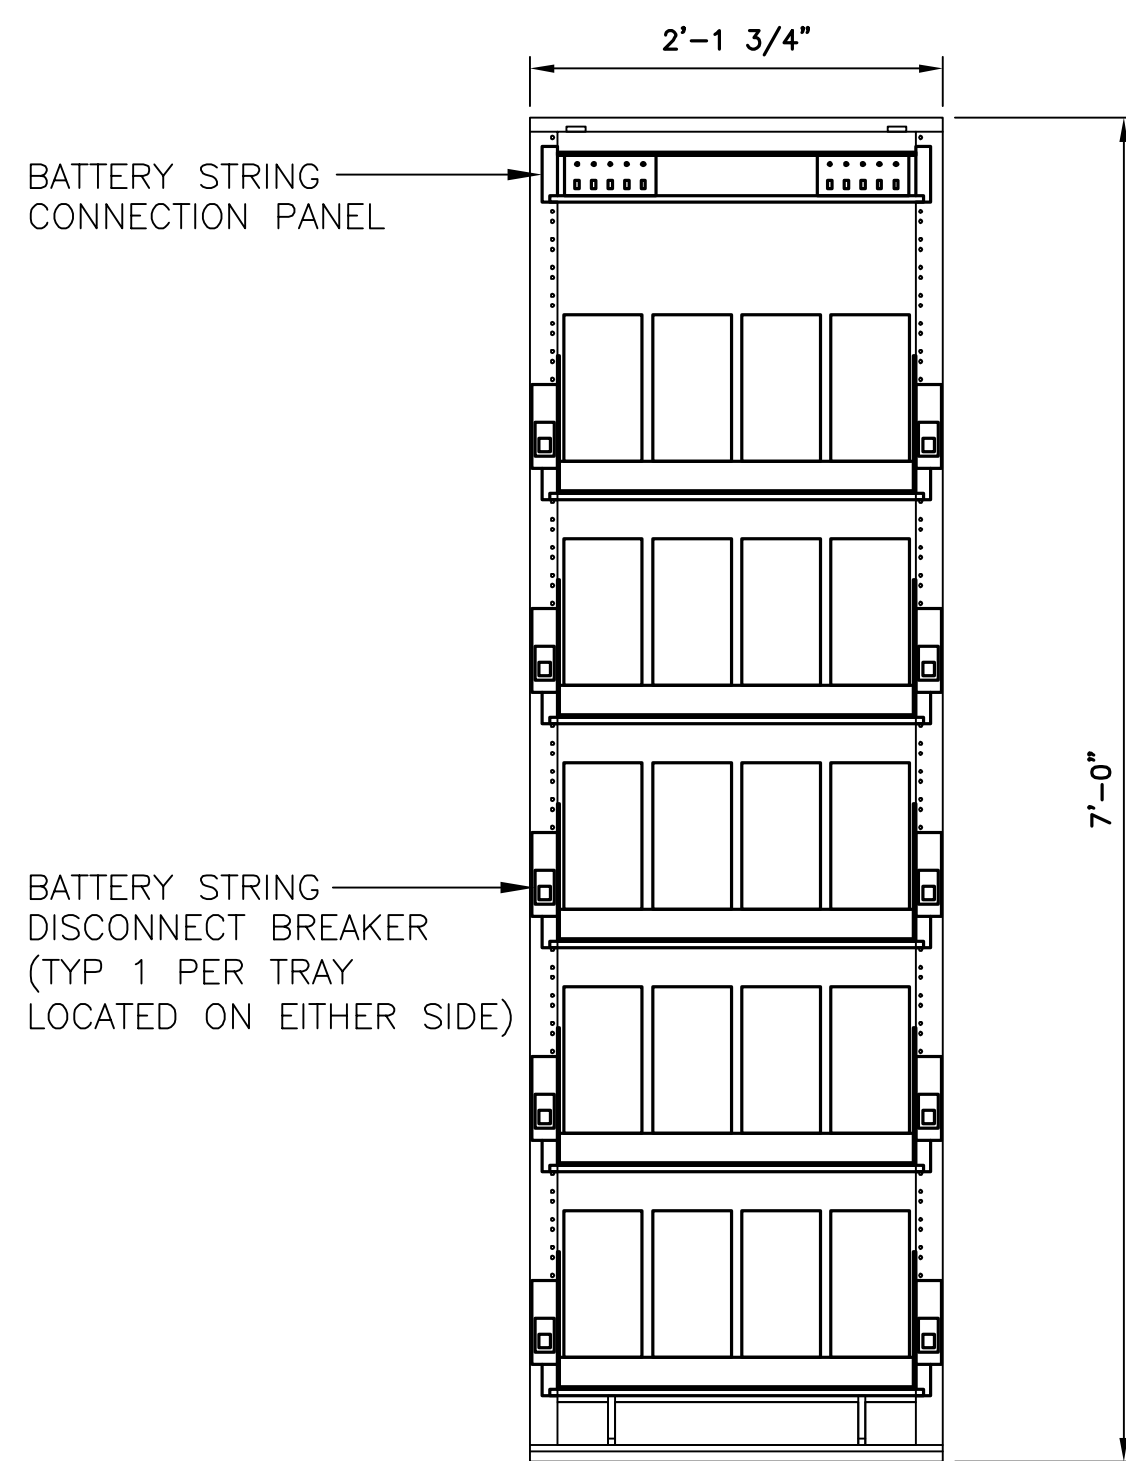 2'-1 3/4"
BATTERY STRING
CONNECTION PANEL
7'-0"
BATTERY STRING
DISCONNECT BREAKER
(TYP 1 PER TRAY
LOCATED ON EITHER SIDE)